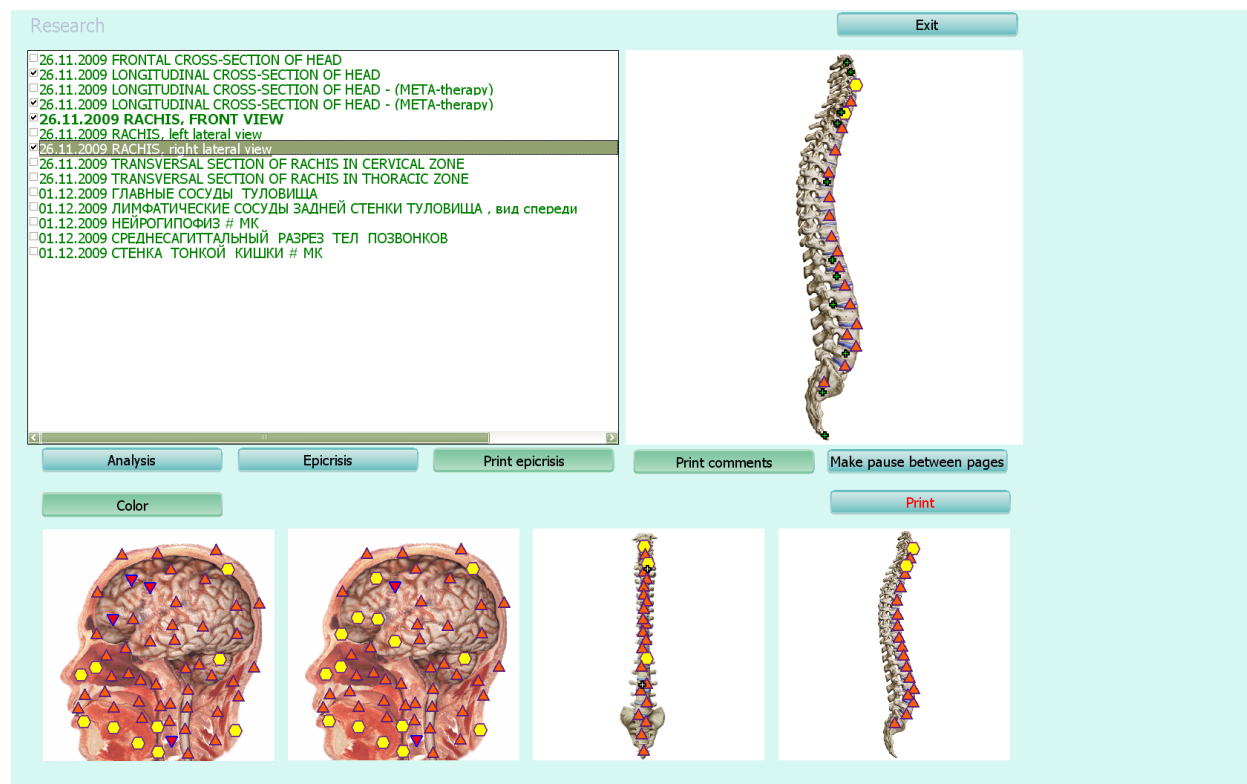 Research
Exit
26.11.2009 FRONTAL CROSS-SECTION OF HEAD
26.11.2009 LONGITUDINAL CROSS-SECTION OF HEAD
26.11.2009 LONGITUDINAL CROSS-SECTION OF HEAD - (META-therapy)
26.11.2009 LONGITUDINAL CROSS-SECTION OF HEAD - (META-therapy)
26.11.2009 RACHIS, FRONT VIEW
26.11.2009 RACHIS, left lateral view
26.11.2009 RACHIS, right lateral view
26.11.2009 TRANSVERSAL SECTION OF RACHIS IN CERVICAL ZONE
26.11.2009 TRANSVERSAL SECTION OF RACHIS IN THORACIC ZONE
01.12.2009 ГЛАВНЫЕ СОСУДЫ ТУЛОВИЩА
01.12.2009 ЛИМФАТИЧЕСКИЕ СОСУДЫ ЗАДНЕЙ СТЕНКИ ТУЛОВИЩА , вид спереди
01.12.2009 НЕЙРОГИПОФИЗ # МК
01.12.2009 СРЕДНЕСАГИТТАЛЬНЫЙ РАЗРЕЗ ТЕЛ ПОЗВОНКОВ
01.12.2009 СТЕНКА ТОНКОЙ КИШКИ # МК
Analysis
Epicrisis
Print epicrisis
Print comments
Make pause between pages
Color
Print